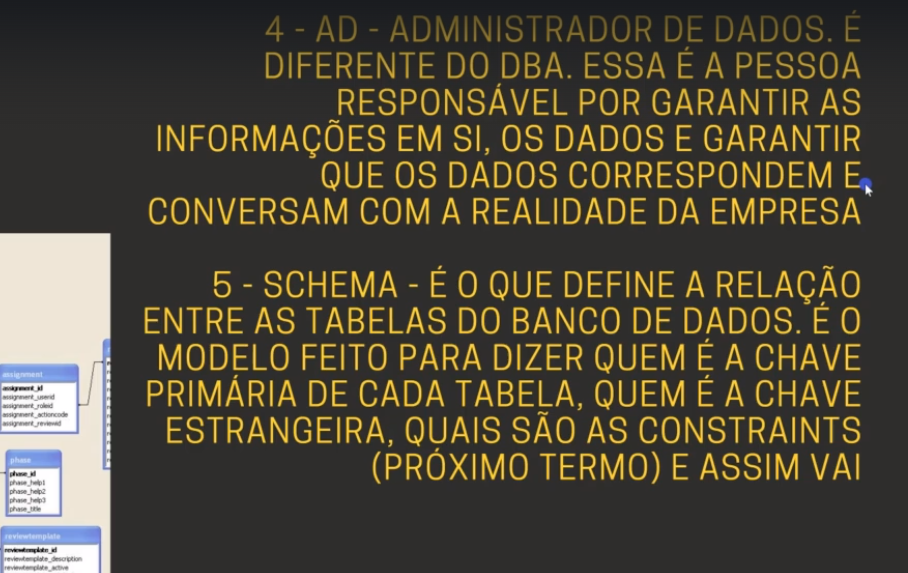 4 - AD - ADMINISTRADOR DE DADOS. É
DIFERENTE DO DBA. ESSA É A PESSOA
RESPONSÁVEL POR GARANTIR AS
INFORMAÇÕES EM SI, OS DADOS E GARANTIR
QUE OS DADOS CORRESPONDEM E
CONVERSAM COM A REALIDADE DA EMPRESA
5 - SCHEMA - É O QUE DEFINE A RELAÇÃO
ENTRE AS TABELAS DO BANCO DE DADOS. É O
MODELO FEITO PARA DIZER QUEM É A CHAVE
PRIMÁRIA DE CADA TABELA, QUEM É A CHAVE
ESTRANGEIRA, QUAIS SÃO AS CONSTRAINTS
(PRÓXIMO TERMO) E ASSIM VAI
assignment
assignment_id
assignment_userid
assignment_roleid
assignment_actioncode
assignment_reviewid
phase
phase_id
phase_help1
phase_help2
phase_help3
phase_title
reviewtemplate
reviewtemplate_id
reviewtemplate_description
reviewtemplate_active